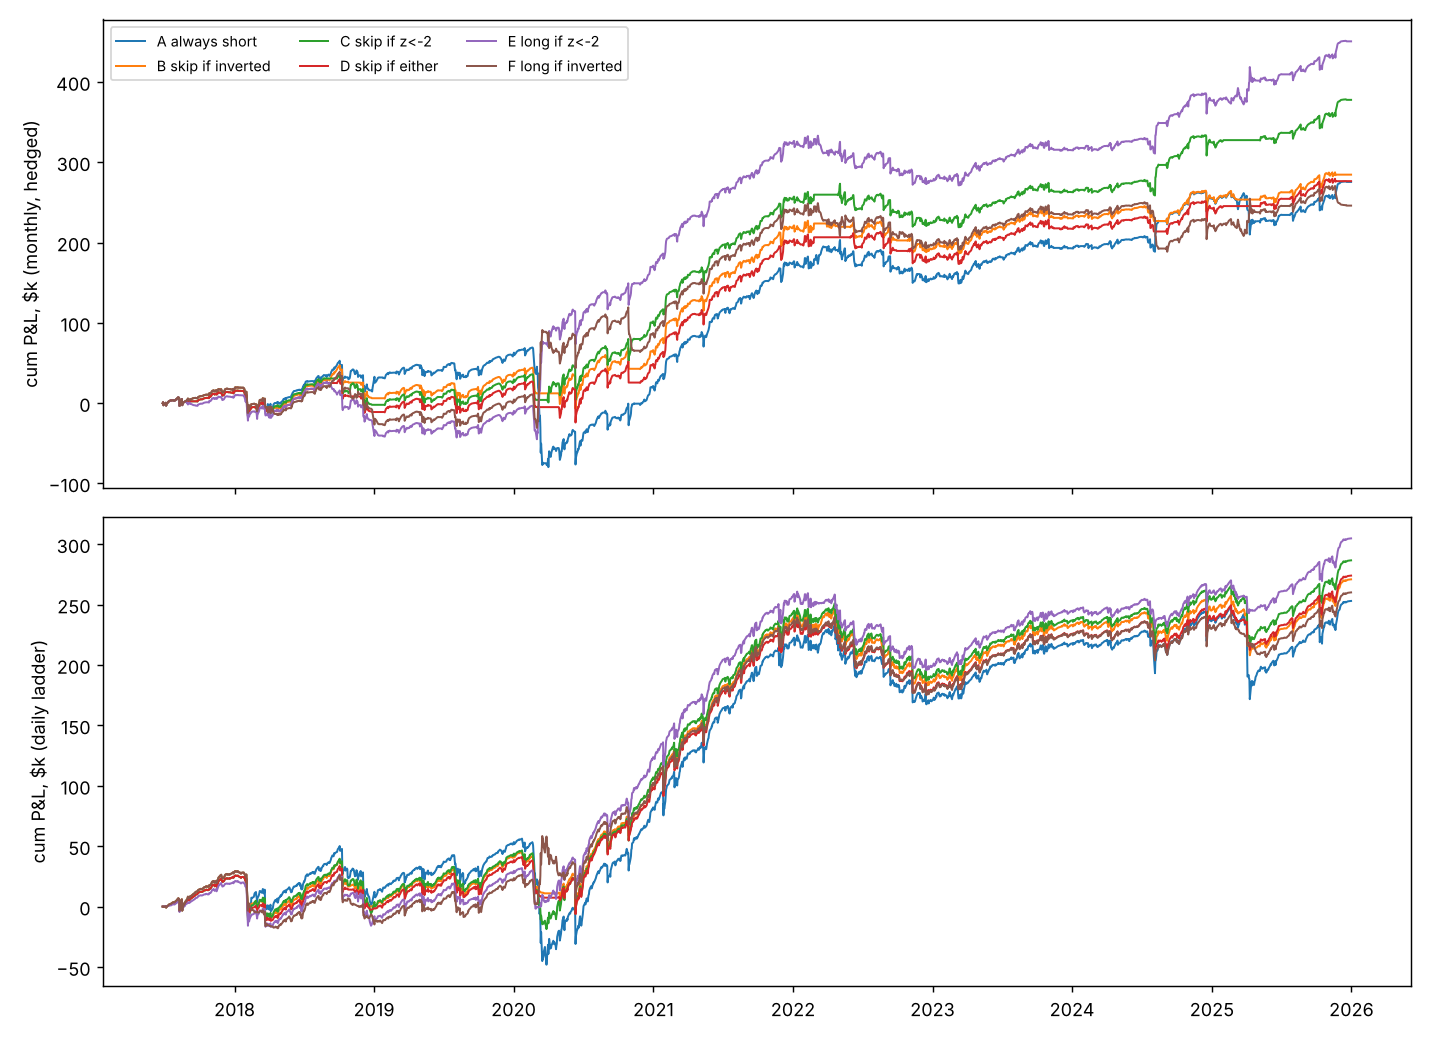 A always short
B skip if inverted
C skip if z<-2
D skip if either
E long if z<-2
F long if inverted
cum P&L, $k (monthly, hedged)
400
300
200
100
0
−100
cum P&L, $k (daily ladder)
300
250
200
150
100
50
0
−50
2018 2019 2020 2021 2022 2023 2024 2025 2026